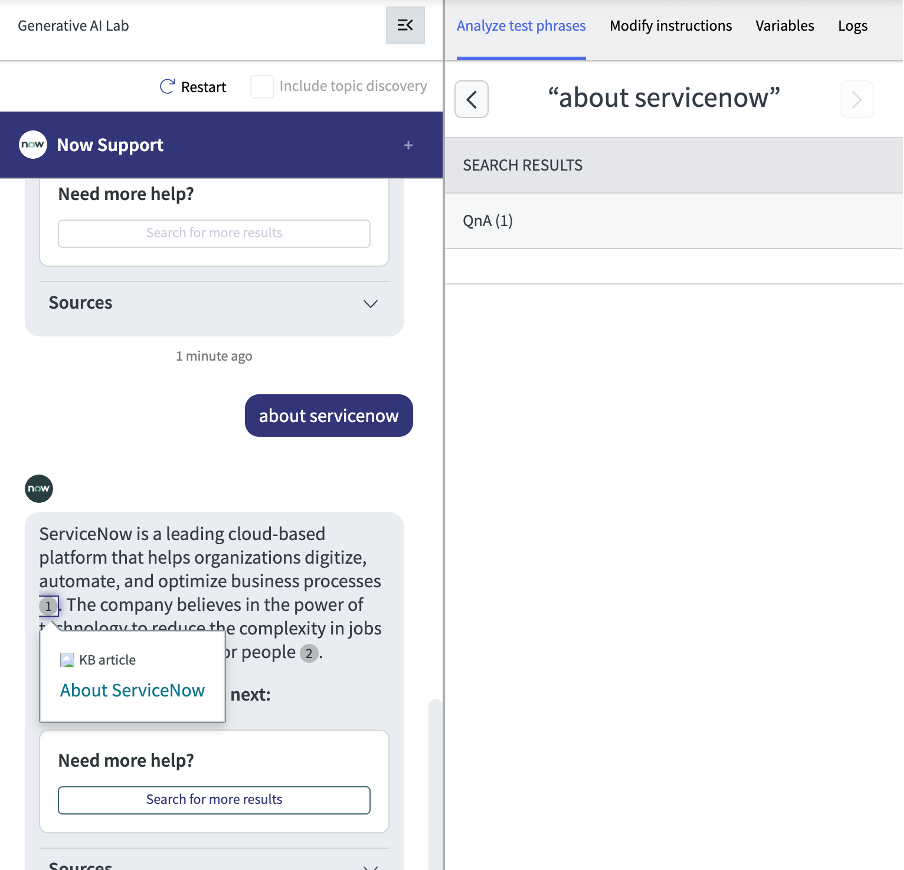 Generative AI Lab
Restart
Include topic discovery
now
Now Support
+
Need more help?
Search for more results
Sources
1 minute ago
about servicenow
now
ServiceNow is a leading cloud-based
platform that helps organizations digitize,
automate, and optimize business processes
1. The company believes in the power of
technology to reduce the complexity in jobs
or people 2.
KB article
About ServiceNow
next:
Need more help?
Search for more results
Sources
Analyze test phrases
Modify instructions
Variables
Logs
“about servicenow”
SEARCH RESULTS
QnA (1)